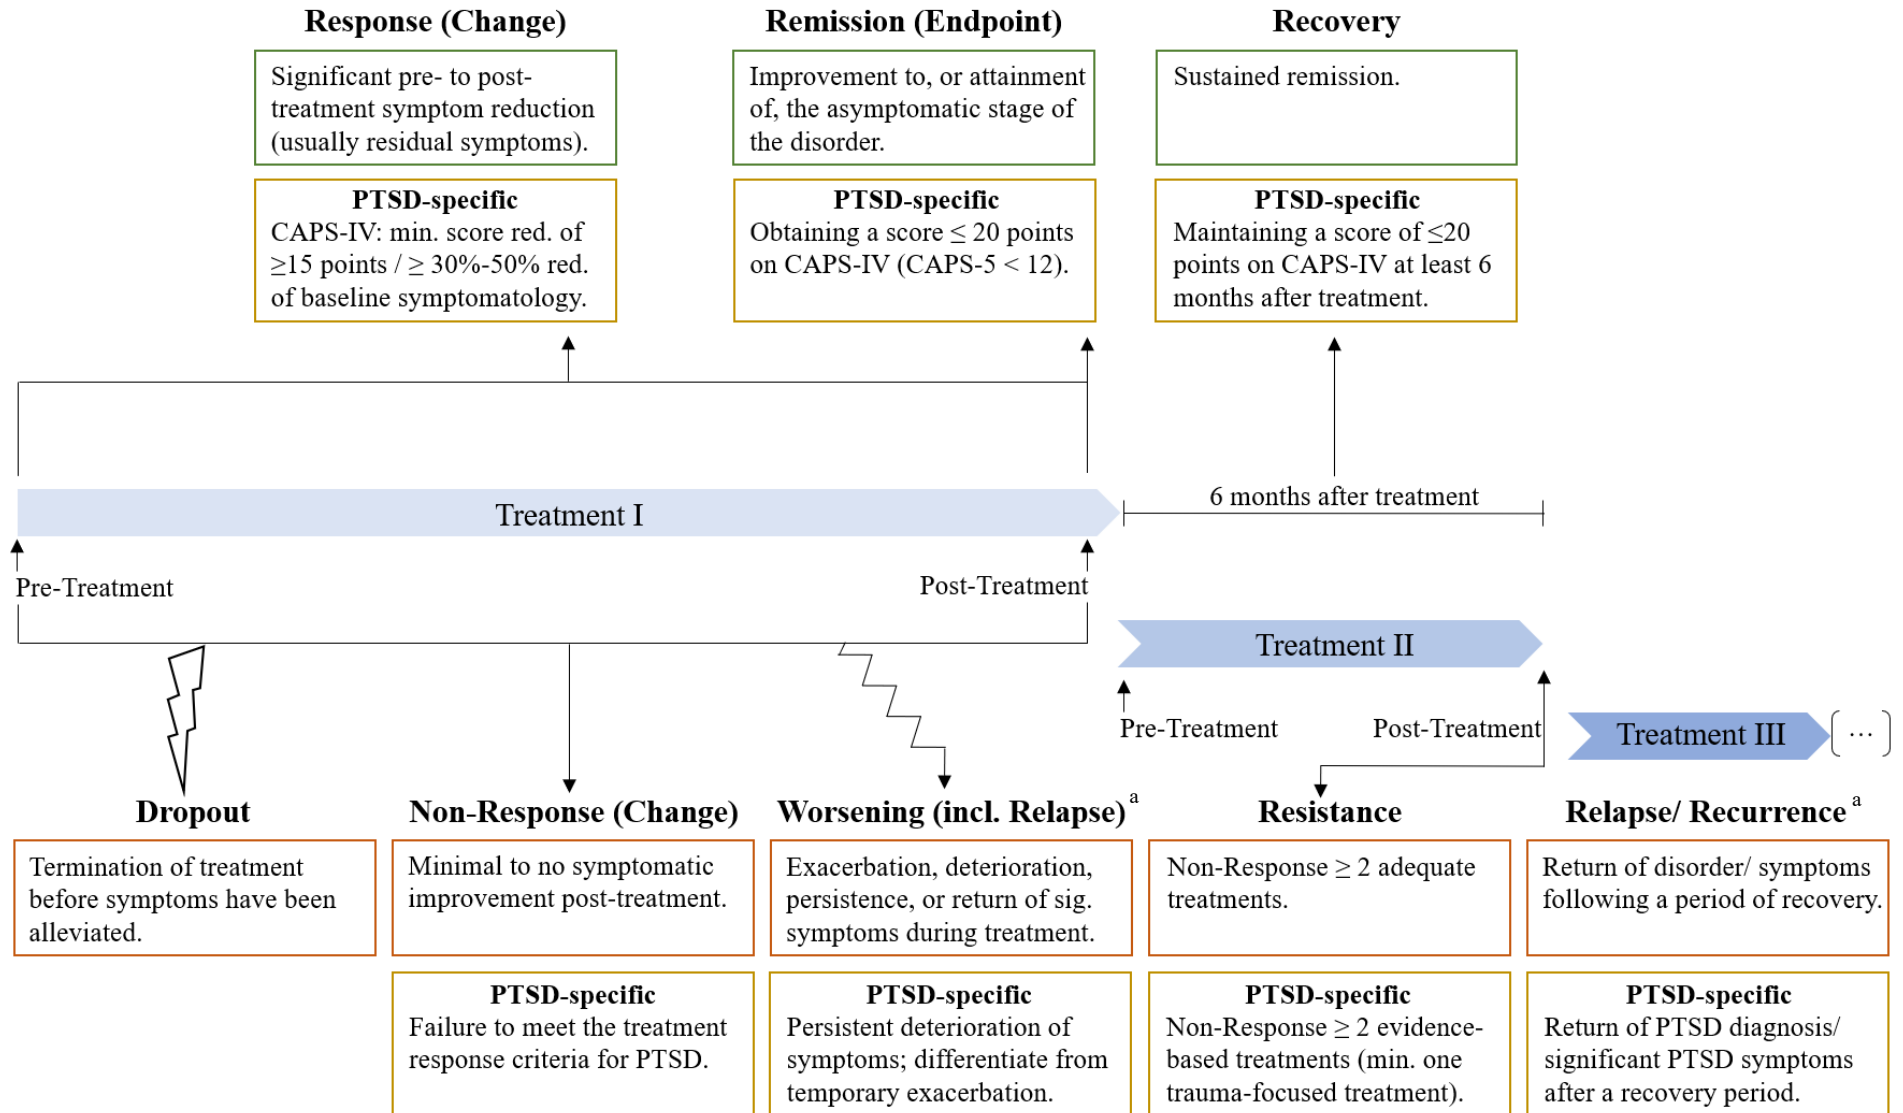 Response (Change)
Significant pre- to post-
treatment symptom reduction
(usually residual symptoms).
PTSD-specific
CAPS-IV: min. score red. of
≥15 points / ≥ 30%-50% red.
of baseline symptomatology.
Remission (Endpoint)
Improvement to, or attainment
of, the asymptomatic stage of
the disorder.
PTSD-specific
Obtaining a score ≤ 20 points
on CAPS-IV (CAPS-5 < 12).
Recovery
Sustained remission.
PTSD-specific
Maintaining a score of ≤20
points on CAPS-IV at least 6
months after treatment.
Treatment I
6 months after treatment
Pre-Treatment
Post-Treatment
Treatment II
Pre-Treatment
Post-Treatment
Treatment III
(...)
Dropout
Termination of treatment
before symptoms have been
alleviated.
Non-Response (Change)
Minimal to no symptomatic
improvement post-treatment.
PTSD-specific
Failure to meet the treatment
response criteria for PTSD.
Worsening (incl. Relapse) a
Exacerbation, deterioration,
persistence, or return of sig.
symptoms during treatment.
PTSD-specific
Persistent deterioration of
symptoms; differentiate from
temporary exacerbation.
Resistance
Non-Response ≥ 2 adequate
treatments.
PTSD-specific
Non-Response ≥ 2 evidence-
based treatments (min. one
trauma-focused treatment).
Relapse/ Recurrence a
Return of disorder/ symptoms
following a period of recovery.
PTSD-specific
Return of PTSD diagnosis/
significant PTSD symptoms
after a recovery period.